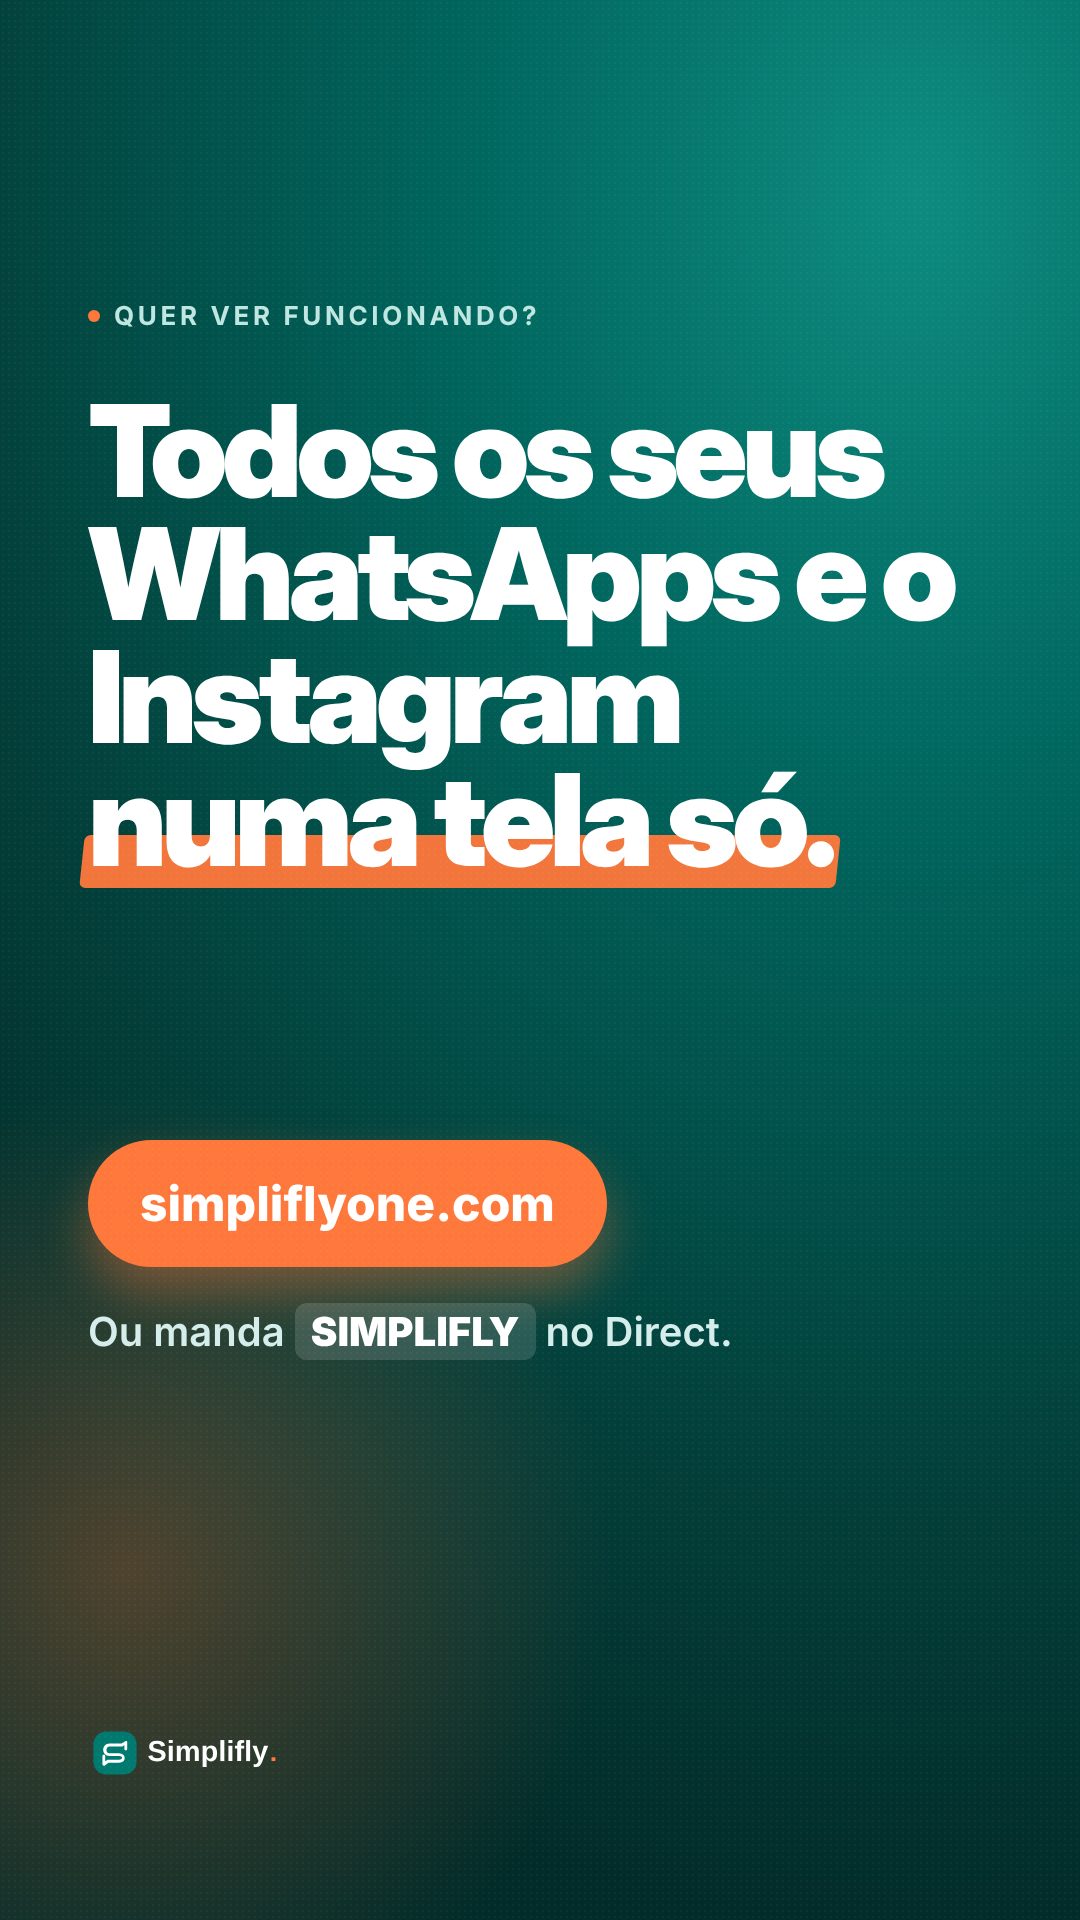 QUER VER FUNCIONANDO?
Todos os seus
WhatsApps e o
Instagram
numa tela só.
simpliflyone.com
Ou manda SIMPLIFLY no Direct.
Simplifly.